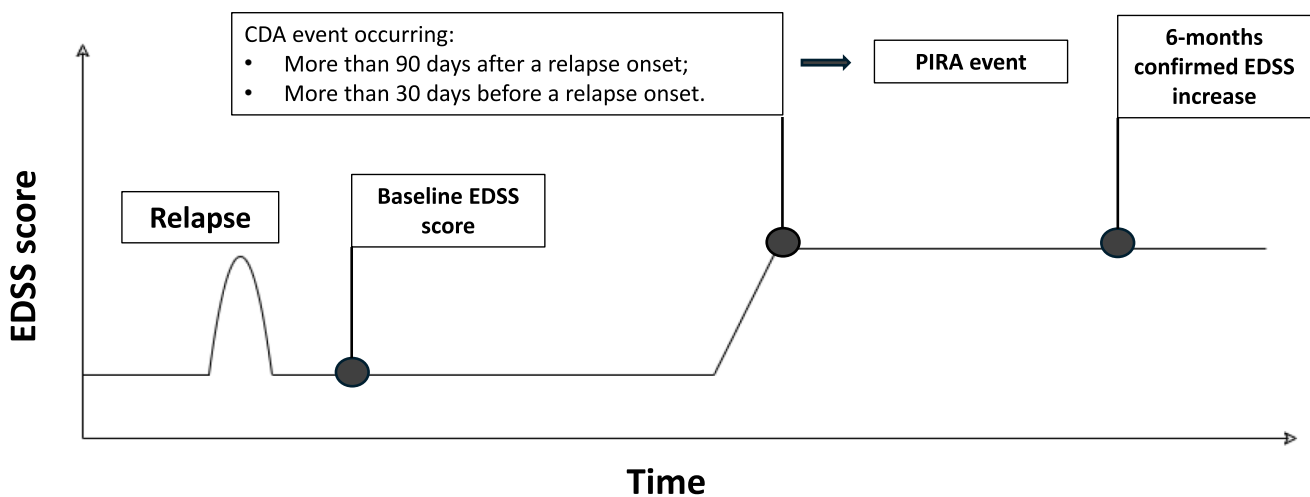 CDA event occurring:
• More than 90 days after a relapse onset;
• More than 30 days before a relapse onset.
PIRA event
6-months
confirmed EDSS
increase
Relapse
Baseline EDSS
score
EDSS score
Time